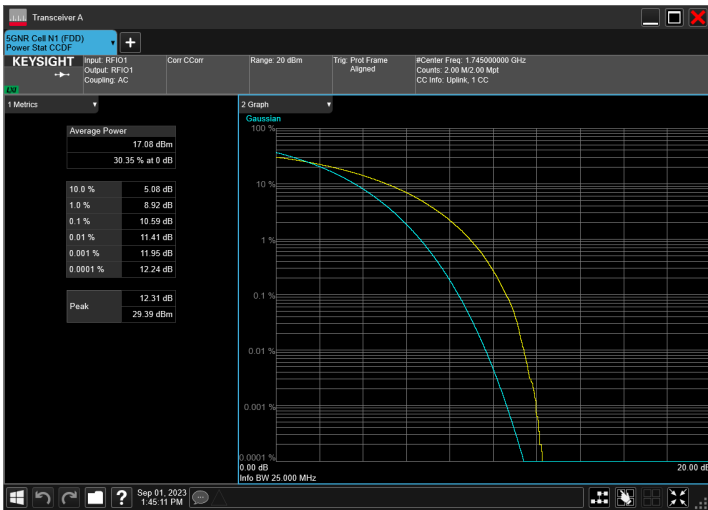 Transceiver A
5GNR Cell N1 (FDD)
Power Stat CCDF
KEYSIGHT
Input: RFIO1
Output: RFIO1
Coupling: AC
Corr CCorr
Range: 20 dBm
Trig: Prot Frame
Aligned
#Center Freq: 1.745000000 GHz
Counts: 2.00 M/2.00 Mpt
CC Info: Uplink, 1 CC
LXI
1 Metrics
Average Power
17.08 dBm
30.35 % at 0 dB
10.0 % 5.08 dB
1.0 % 8.92 dB
0.1 % 10.59 dB
0.01 % 11.41 dB
0.001 % 11.95 dB
0.0001 % 12.24 dB
Peak
12.31 dB
29.39 dBm
2 Graph
Gaussian
100 %
10 %
1 %
0.1 %
0.01 %
0.001 %
0.0001 %
0.00 dB
20.00 dB
Info BW 25.000 MHz
?
Sep 01, 2023
1:45:11 PM